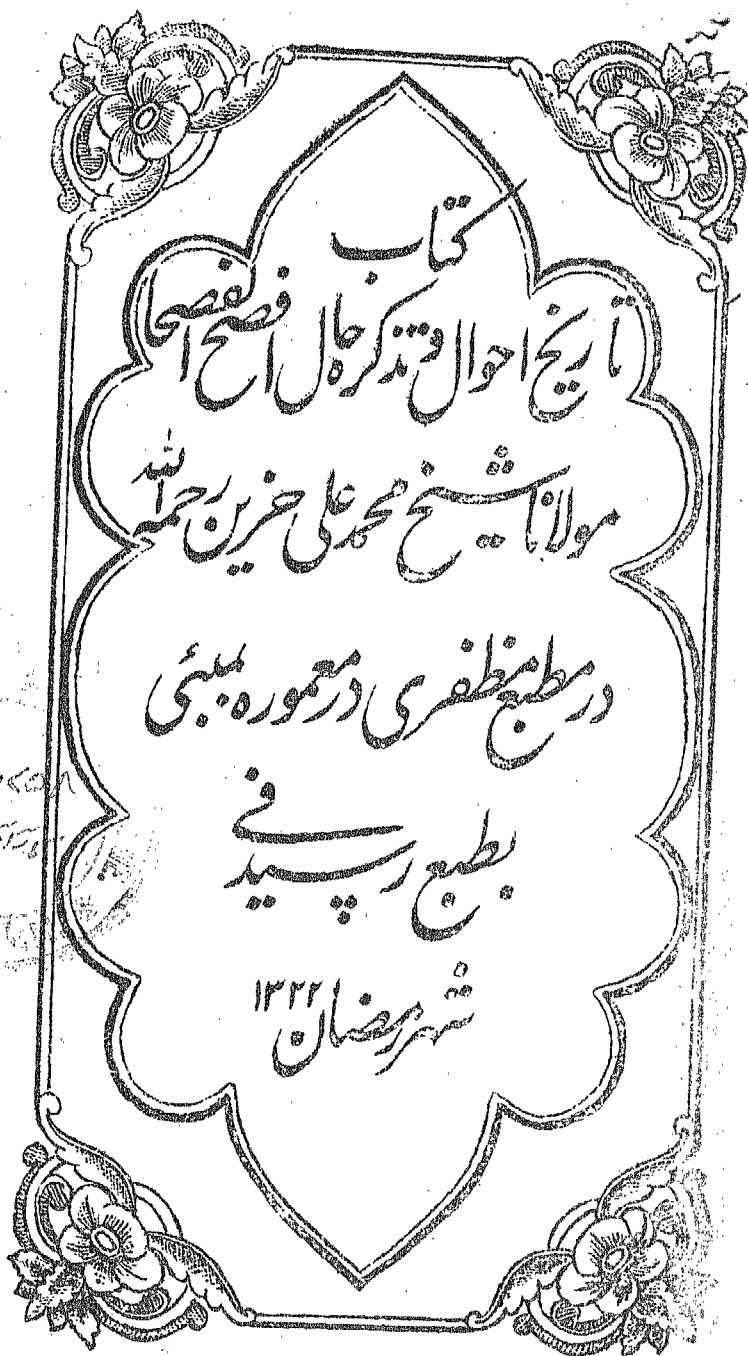 کتاب
تاریخ احوال و تذکره حال افصح الفصحا
مولانا شیخ محمد علی حزین رحمه الله
در مطبع مظفری در معموره بمبئی
بطبع رسید فی
شهر رمضان ۱۳۲۲